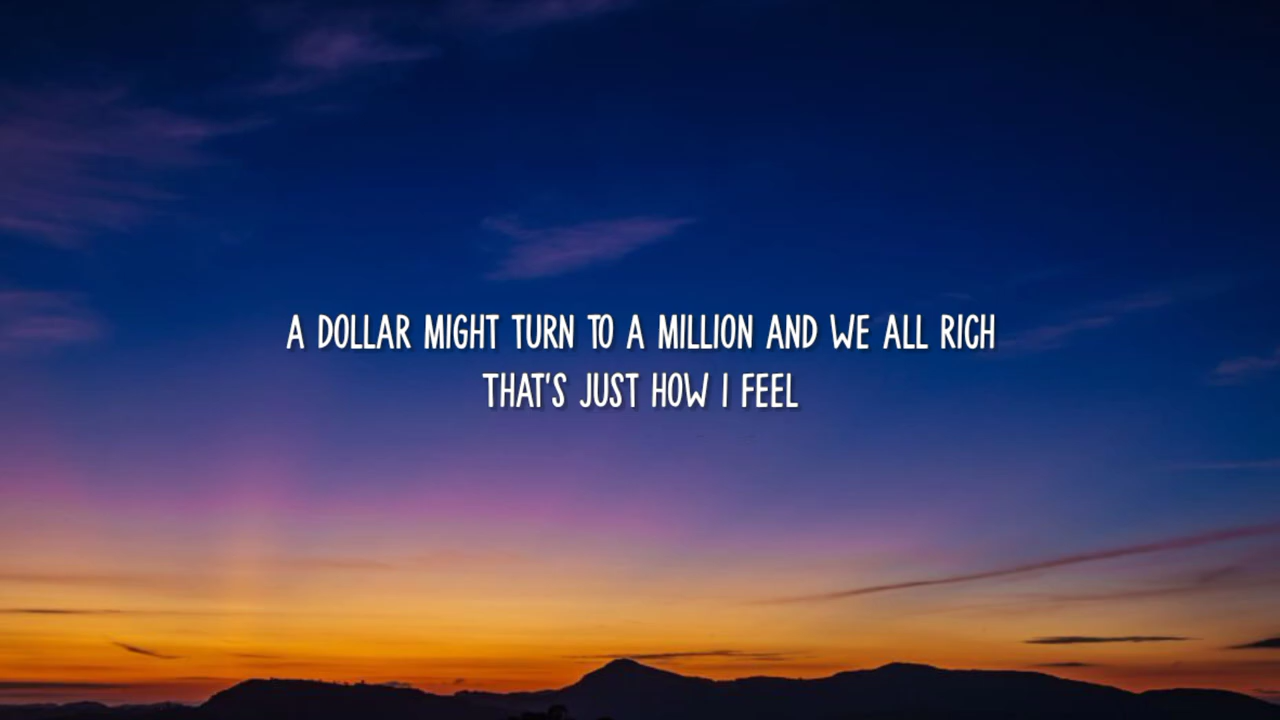 A DOLLAR MIGHT TURN TO A MILLION AND WE ALL RICH
THAT'S JUST HOW I FEEL